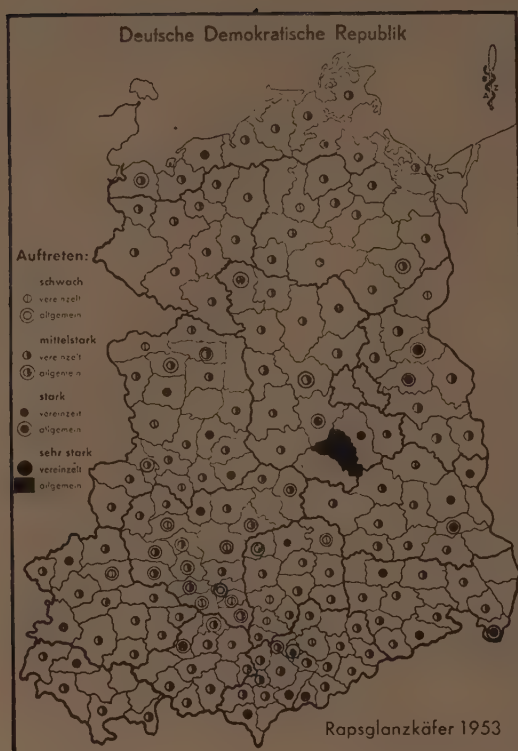 Deutsche Demokratische Republik
Auftreten:
schwach
vereinzelt
allgemein
mittelstark
vereinzelt
allgemein
stark
vereinzelt
allgemein
sehr stark
vereinzelt
allgemein
Rapsglanzkäfer 1953